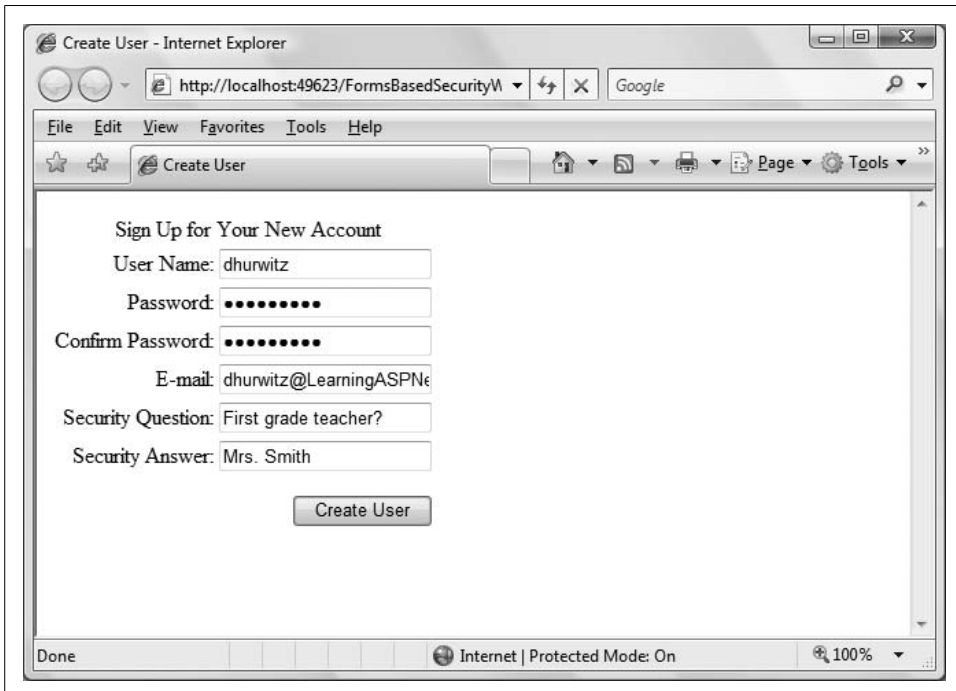 Create User - Internet Explorer
http://localhost:49623/FormsBasedSecurityW
Google
File Edit View Favorites Tools Help
Create User
Page Tools
Sign Up for Your New Account
User Name: dhurwitz
Password: •••••••••
Confirm Password: •••••••••
E-mail: dhurwitz@LearningASPNe
Security Question: First grade teacher?
Security Answer: Mrs. Smith
Create User
Done Internet | Protected Mode: On 100%